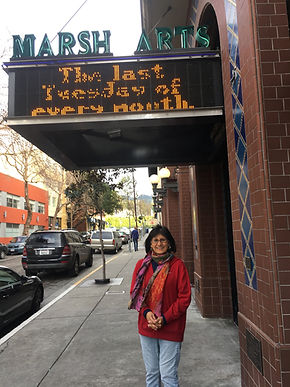 MARSH ARTS
The last
Tuesday of
every month.